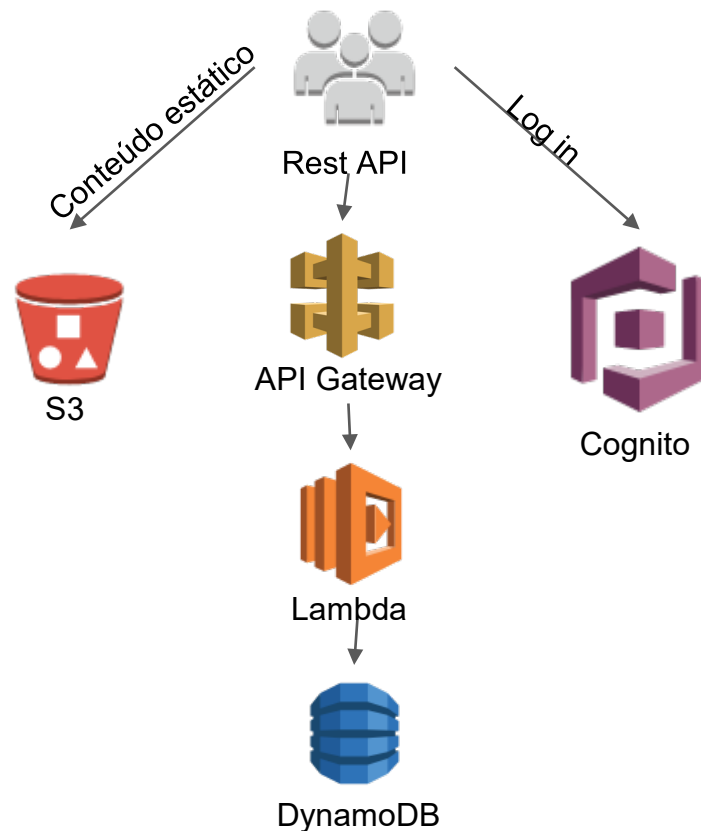 Conteúdo estático
Log in
Rest API
S3
API Gateway
Cognito
Lambda
DynamoDB